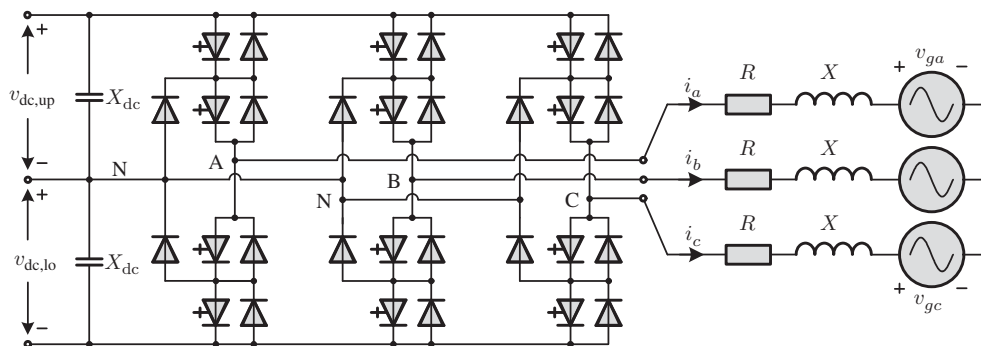 v_ga
+ −
+
R X
i_a
v_dc,up
X_dc
−
A
R X
i_b
N
+
B
N
R X
C
i_c
v_dc,lo
X_dc
+ −
v_gc
−